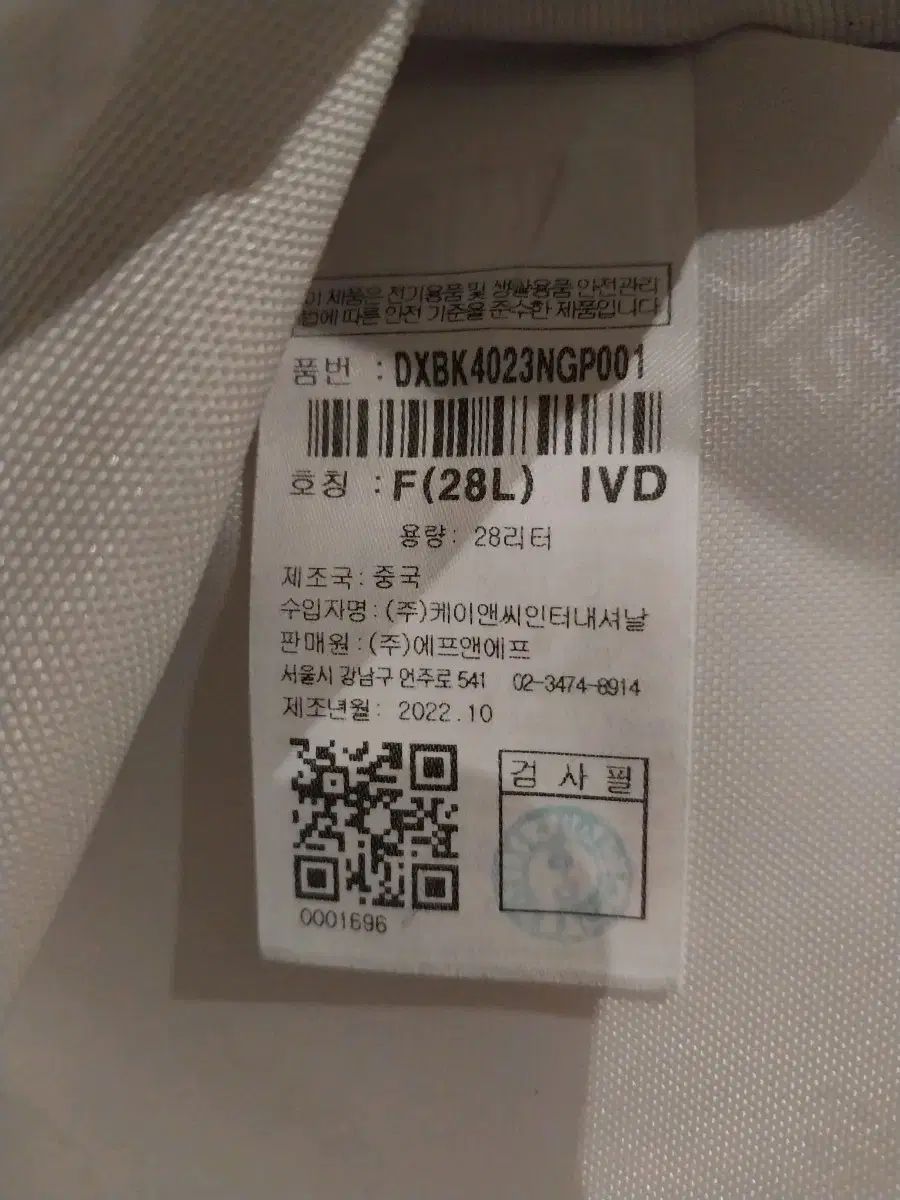 이 제품은 전기용품 및 생활용품 안전관리
법에 따른 안전 기준을 준수한 제품입니다
품번 : DXBK4023NGP001
호칭 : F(28L) IVD
용량: 28리터
제조국: 중국
수입자명: (주)케이앤씨인터내셔날
판매원: (주)에프앤에프
서울시 강남구 언주로 541 02-3474-8914
제조년월: 2022.10
검 사 필
0001696